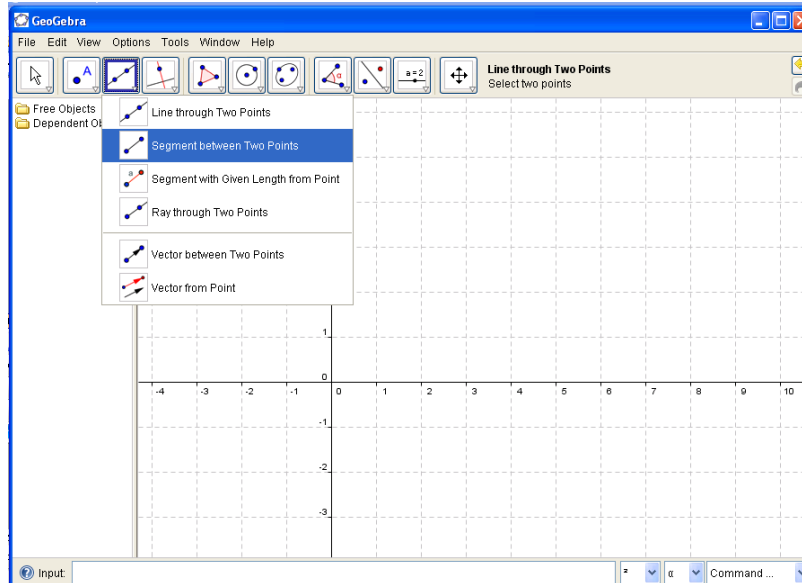 GeoGebra
File Edit View Options Tools Window Help
A
α
a=2
Line through Two Points
Select two points
Free Objects
Dependent
Line through Two Points
Segment between Two Points
a
Segment with Given Length from Point
Ray through Two Points
Vector between Two Points
Vector from Point
1
0
-4 -3 -2 -1 0 1 2 3 4 5 6 7 8 9 10
-1
-2
-3
Input:
² α Command ...